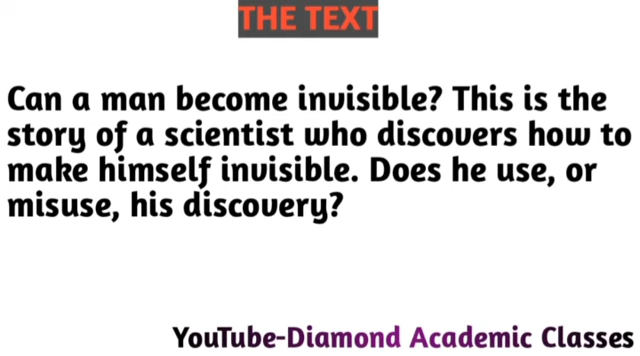 THE TEXT
Can a man become invisible? This is the
story of a scientist who discovers how to
make himself invisible. Does he use, or
misuse, his discovery?
YouTube-Diamond Academic Classes